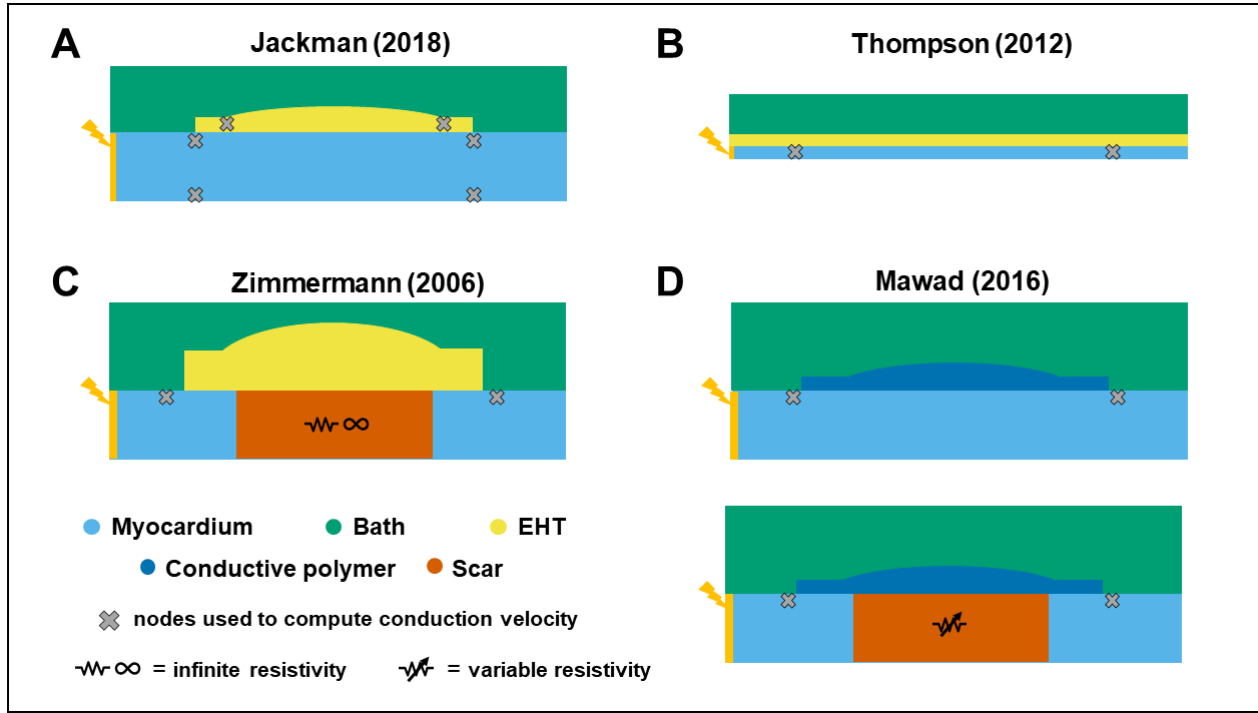 A
Jackman (2018)
B
Thompson (2012)
C
Zimmermann (2006)
D
Mawad (2016)
∞
Myocardium
Bath
EHT
Conductive polymer
Scar
nodes used to compute conduction velocity
∞ = infinite resistivity
= variable resistivity